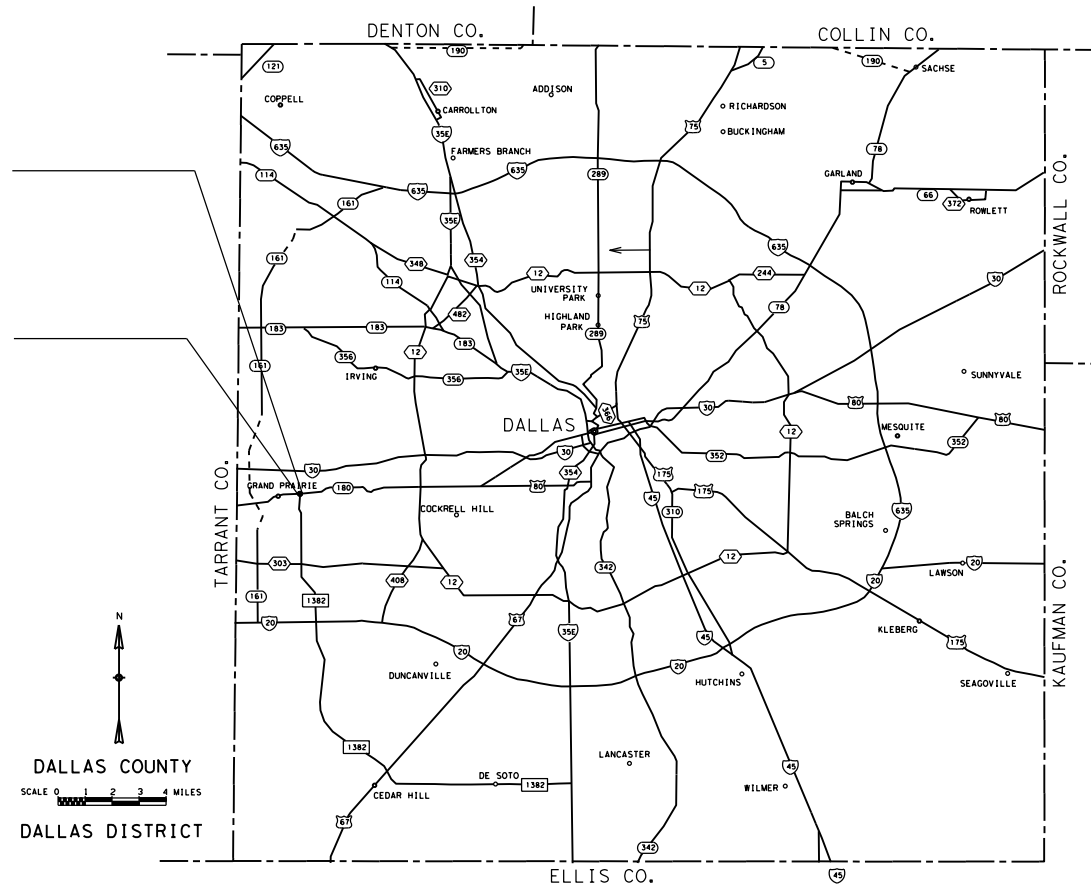 DENTON CO.
COLLIN CO.
190
190
121
5
SACHSE
310
ADDISON
COPPELL
CARROLLTON
RICHARDSON
75
35E
BUCKINGHAM
635
FARMERS BRANCH
78
114
635
289
GARLAND
635
161
66
372
ROWLETT
ROCKWALL CO.
35E
635
161
348
354
12
244
30
114
12
UNIVERSITY
PARK
482
78
HIGHLAND
PARK
75
183
183
289
183
12
356
161
IRVING
356
35E
SUNNYVALE
366
30
80
80
DALLAS
12
MESQUITE
352
30
352
30
354
175
GRAND PRAIRIE
180
80
175
45
310
635
COCKRELL HILL
BALCH
SPRINGS
TARRANT CO.
303
12
342
LAWSON
20
408
12
20
161
1382
67
20
35E
KLEBERG
45
175
20
20
KAUFMAN CO.
DUNCANVILLE
HUTCHINS
SEAGOVILLE
N
1382
LANCASTER
45
DALLAS COUNTY
DE SOTO
1382
WILMER
CEDAR HILL
SCALE 0 1 2 3 4 MILES
67
DALLAS DISTRICT
342
ELLIS CO.
45